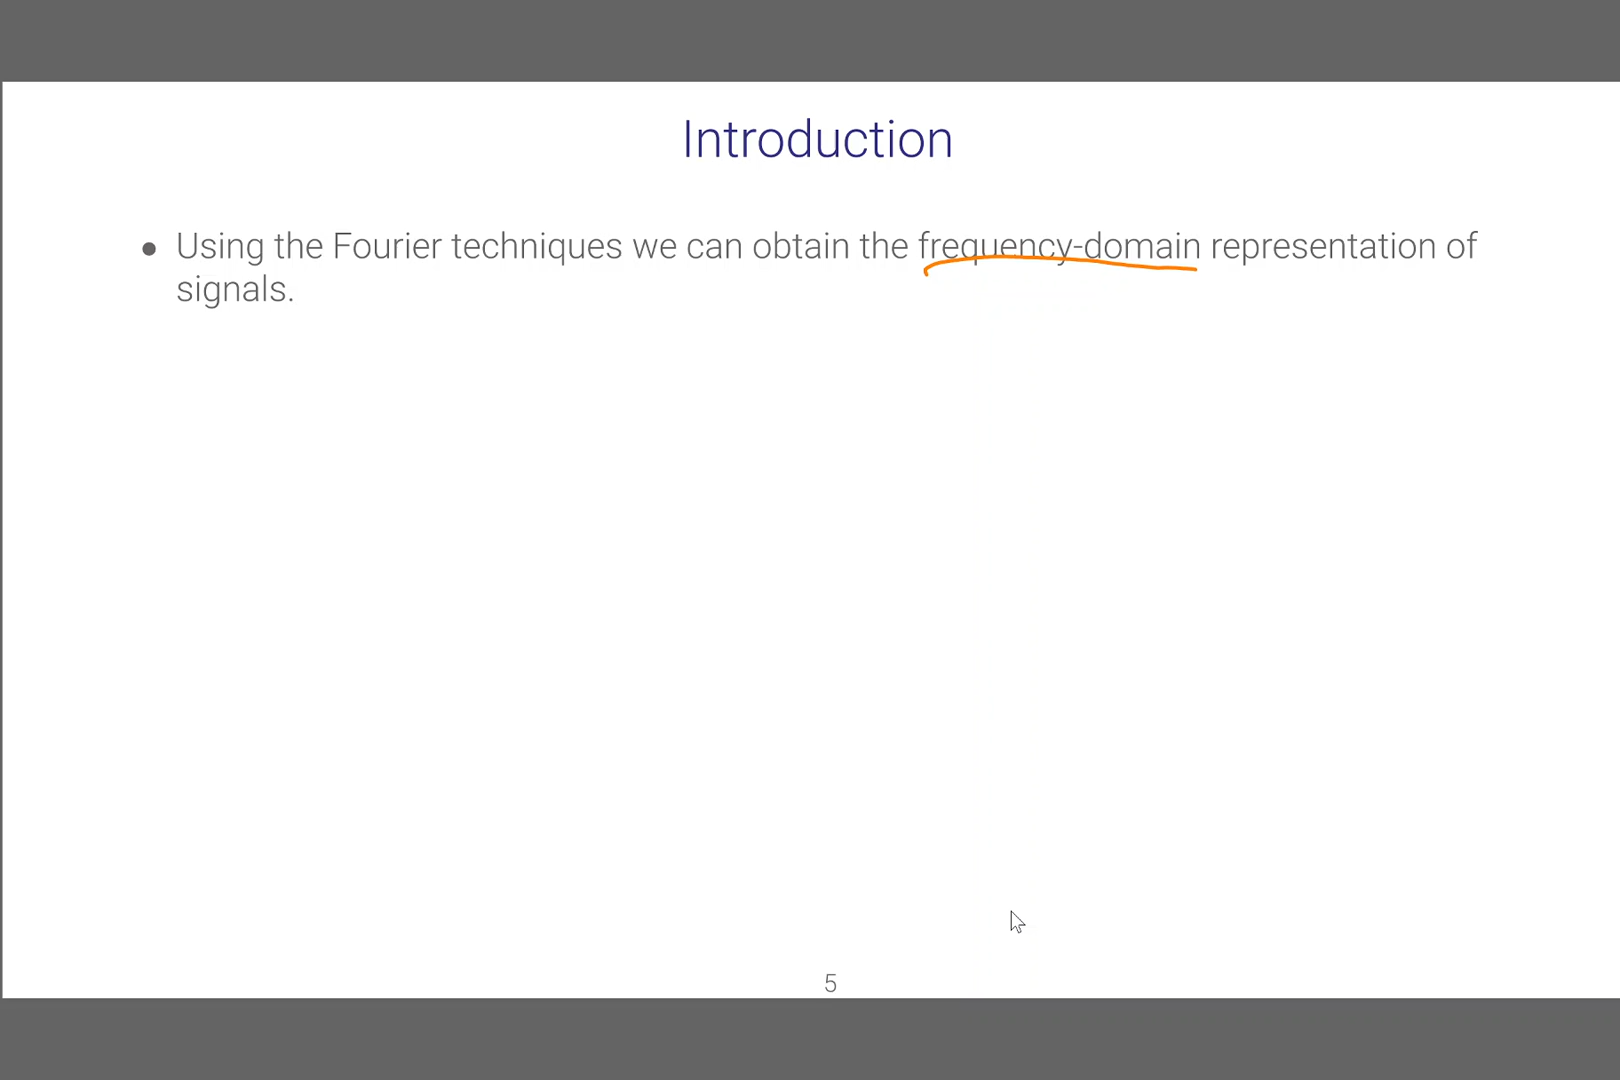 Introduction
● Using the Fourier techniques we can obtain the frequency-domain representation of
signals.
5